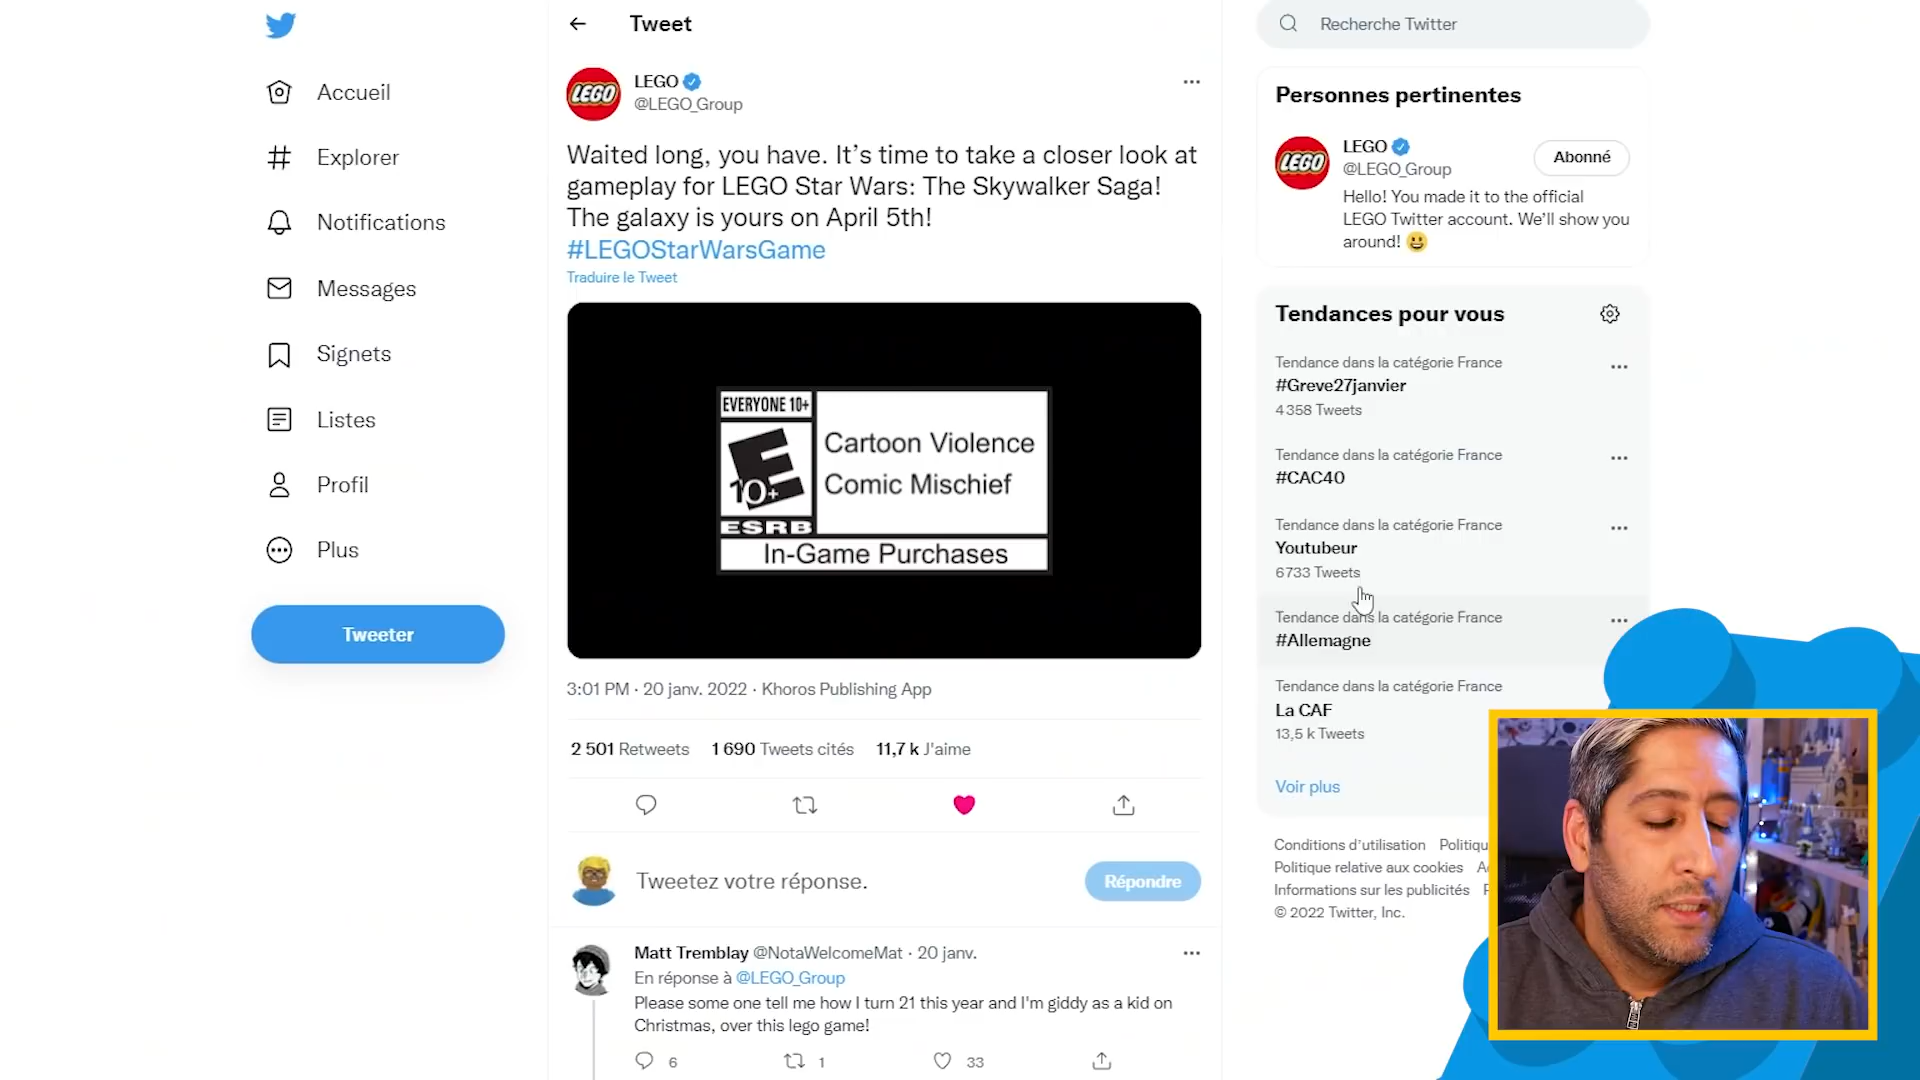 Accueil
Explorer
Notifications
Messages
Signets
Listes
Profil
Plus
Tweeter
Tweet
LEGO
LEGO
@LEGO_Group
Waited long, you have. It's time to take a closer look at
gameplay for LEGO Star Wars: The Skywalker Saga!
The galaxy is yours on April 5th!
#LEGOStarWarsGame
Traduire le Tweet
EVERYONE 10+
E
10+
ESRB
Cartoon Violence
Comic Mischief
In-Game Purchases
3:01 PM · 20 janv. 2022 · Khoros Publishing App
2 501 Retweets 1 690 Tweets cités 11,7 k J'aime
Tweetez votre réponse.
Répondre
Matt Tremblay @NotaWelcomeMat · 20 janv.
En réponse à @LEGO_Group
Please some one tell me how I turn 21 this year and I'm giddy as a kid on
Christmas, over this lego game!
6 1 33
Recherche Twitter
Personnes pertinentes
LEGO
LEGO
@LEGO_Group
Abonné
Hello! You made it to the official
LEGO Twitter account. We'll show you
around!
Tendances pour vous
Tendance dans la catégorie France
#Greve27janvier
4 358 Tweets
Tendance dans la catégorie France
#CAC40
Tendance dans la catégorie France
Youtubeur
6 733 Tweets
Tendance dans la catégorie France
#Allemagne
Tendance dans la catégorie France
La CAF
13,5 k Tweets
Voir plus
Conditions d'utilisation Politiqu
Politique relative aux cookies
Informations sur les publicités
© 2022 Twitter, Inc.